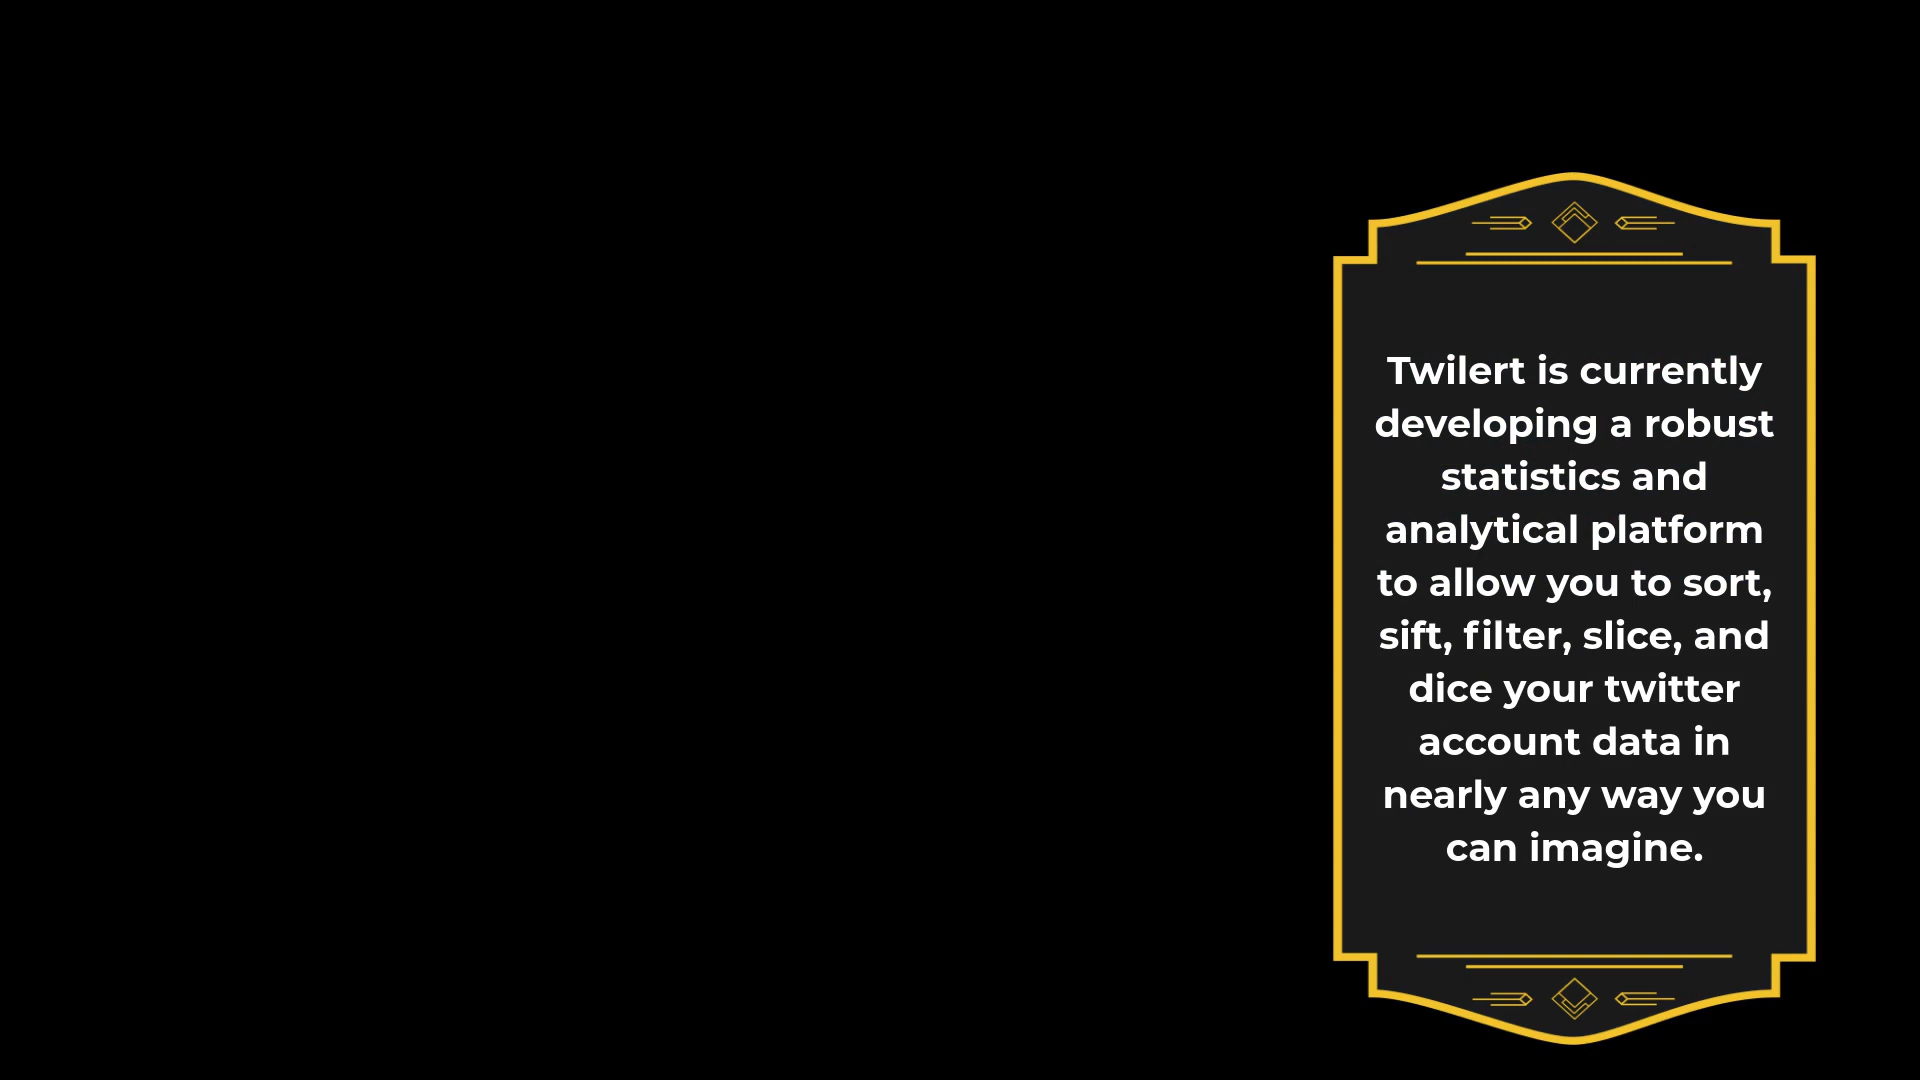 Twilert is currently
developing a robust
statistics and
analytical platform
to allow you to sort,
sift, filter, slice, and
dice your twitter
account data in
nearly any way you
can imagine.